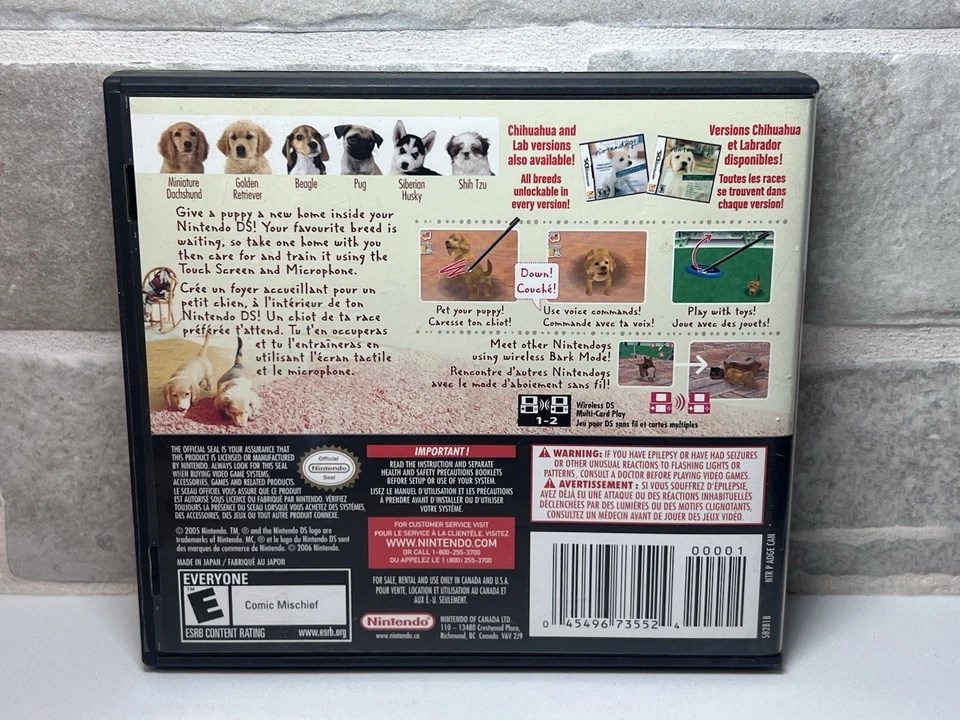 Miniature Dachshund
Golden Retriever
Beagle
Pug
Siberian Husky
Shih Tzu
Chihuahua and
Lab versions
also available!
All breeds
unlockable in
every version!
Versions Chihuahua
et Labrador
disponibles!
Toutes les races
se trouvent dans
chaque version!
Give a puppy a new home inside your
Nintendo DS! Your favourite breed is
waiting, so take one home with you
then care for and train it using the
Touch Screen and Microphone.
Crée un foyer accueillant pour un
petit chien, à l'intérieur de ton
Nintendo DS! Un chiot de ta race
préférée t'attend. Tu t'en occuperas
et tu l'entraîneras en
utilisant l'écran tactile
et le microphone.
Down!
Couché!
Pet your puppy!
Caresse ton chiot!
Use voice commands!
Commande avec ta voix!
Play with toys!
Joue avec des jouets!
Meet other Nintendogs
using wireless Bark Mode!
Rencontre d'autres Nintendogs
avec le mode d'aboiement sans fil!
1-2
Wireless DS
Multi-Card Play
Jeu pour DS sans fil et cartes multiples
THE OFFICIAL SEAL IS YOUR ASSURANCE THAT
THIS PRODUCT IS LICENSED OR MANUFACTURED
BY NINTENDO. ALWAYS LOOK FOR THIS SEAL
WHEN BUYING VIDEO GAME SYSTEMS,
ACCESSORIES, GAMES AND RELATED PRODUCTS.
LE SCEAU OFFICIEL VOUS ASSURE QUE CE PRODUIT
EST AUTORISÉ SOUS LICENCE OU FABRIQUÉ PAR NINTENDO. VÉRIFIEZ
TOUJOURS LA PRÉSENCE DU SCEAU LORSQUE VOUS ACHETEZ DES SYSTÈMES,
DES ACCESSOIRES, DES JEUX OU TOUT AUTRE PRODUIT CONNEXE.
Official
Nintendo
Seal
© 2005 Nintendo. TM, ® and the Nintendo DS logo are
trademarks of Nintendo. MC, ® et le logo du Nintendo DS sont
des marques de commerce de Nintendo. © 2006 Nintendo.
MADE IN JAPAN / FABRIQUÉ AU JAPON
EVERYONE
E
TM
Comic Mischief
ESRB CONTENT RATING www.esrb.org
IMPORTANT!
READ THE INSTRUCTION AND SEPARATE
HEALTH AND SAFETY PRECAUTIONS BOOKLETS
BEFORE SETUP OR USE OF YOUR SYSTEM.
LISEZ LE MANUEL D'UTILISATION ET LES PRÉCAUTIONS
À PRENDRE AVANT D'INSTALLER OU D'UTILISER
VOTRE SYSTÈME.
FOR CUSTOMER SERVICE VISIT
POUR LE SERVICE À LA CLIENTÈLE, VISITEZ
WWW.NINTENDO.COM
OR CALL 1-800-255-3700
OU APPELEZ LE 1 (800) 255-3700
FOR SALE, RENTAL AND USE ONLY IN CANADA AND U.S.A.
POUR VENTE, LOCATION ET UTILISATION AU CANADA ET
AUX É.-U. SEULEMENT.
Nintendo
www.nintendo.ca
NINTENDO OF CANADA LTD.
110 – 13480 Crestwood Place,
Richmond, BC Canada V6V 2J9
WARNING: IF YOU HAVE EPILEPSY OR HAVE HAD SEIZURES
OR OTHER UNUSUAL REACTIONS TO FLASHING LIGHTS OR
PATTERNS, CONSULT A DOCTOR BEFORE PLAYING VIDEO GAMES.
AVERTISSEMENT : SI VOUS SOUFFREZ D'ÉPILEPSIE,
AVEZ DÉJÀ EU UNE ATTAQUE OU DES RÉACTIONS INHABITUELLES
DÉCLENCHÉES PAR DES LUMIÈRES OU DES MOTIFS CLIGNOTANTS,
CONSULTEZ UN MÉDECIN AVANT DE JOUER DES JEUX VIDÉO.
00001
0 45496 73552 4
58281B NTR P ADGE CAN